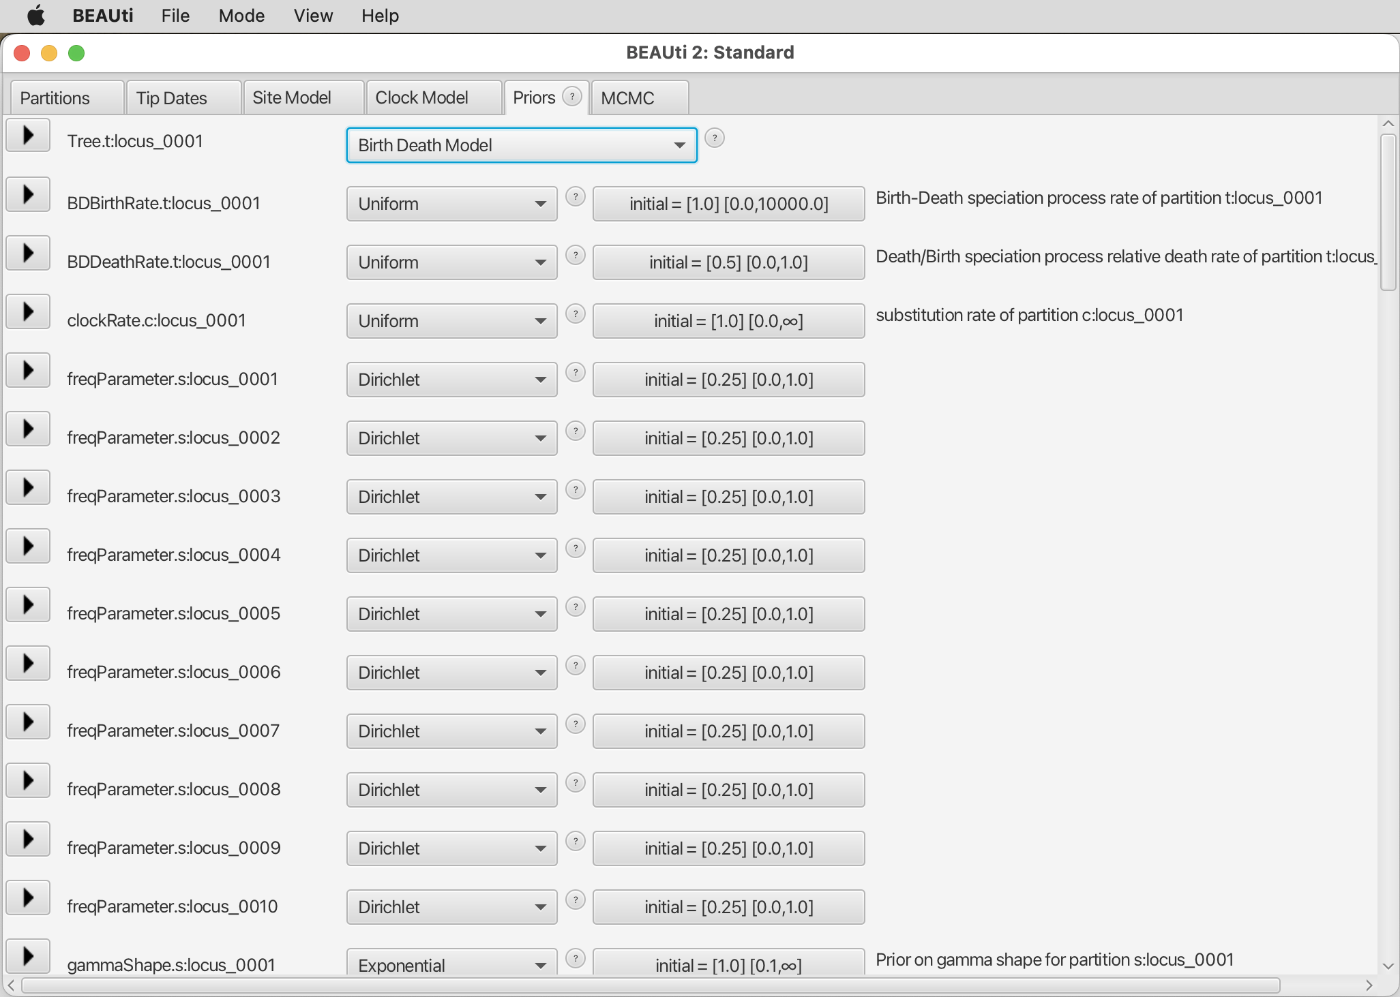 BEAUti File Mode View Help
BEAUti 2: Standard
Partitions Tip Dates Site Model Clock Model Priors ? MCMC
Tree.t:locus_0001 Birth Death Model ?
BDBirthRate.t:locus_0001 Uniform ? initial = [1.0] [0.0,10000.0] Birth-Death speciation process rate of partition t:locus_0001
BDDeathRate.t:locus_0001 Uniform ? initial = [0.5] [0.0,1.0] Death/Birth speciation process relative death rate of partition t:locus_
clockRate.c:locus_0001 Uniform ? initial = [1.0] [0.0,∞] substitution rate of partition c:locus_0001
freqParameter.s:locus_0001 Dirichlet ? initial = [0.25] [0.0,1.0]
freqParameter.s:locus_0002 Dirichlet ? initial = [0.25] [0.0,1.0]
freqParameter.s:locus_0003 Dirichlet ? initial = [0.25] [0.0,1.0]
freqParameter.s:locus_0004 Dirichlet ? initial = [0.25] [0.0,1.0]
freqParameter.s:locus_0005 Dirichlet ? initial = [0.25] [0.0,1.0]
freqParameter.s:locus_0006 Dirichlet ? initial = [0.25] [0.0,1.0]
freqParameter.s:locus_0007 Dirichlet ? initial = [0.25] [0.0,1.0]
freqParameter.s:locus_0008 Dirichlet ? initial = [0.25] [0.0,1.0]
freqParameter.s:locus_0009 Dirichlet ? initial = [0.25] [0.0,1.0]
freqParameter.s:locus_0010 Dirichlet ? initial = [0.25] [0.0,1.0]
gammaShape.s:locus_0001 Exponential ? initial = [1.0] [0.1,∞] Prior on gamma shape for partition s:locus_0001